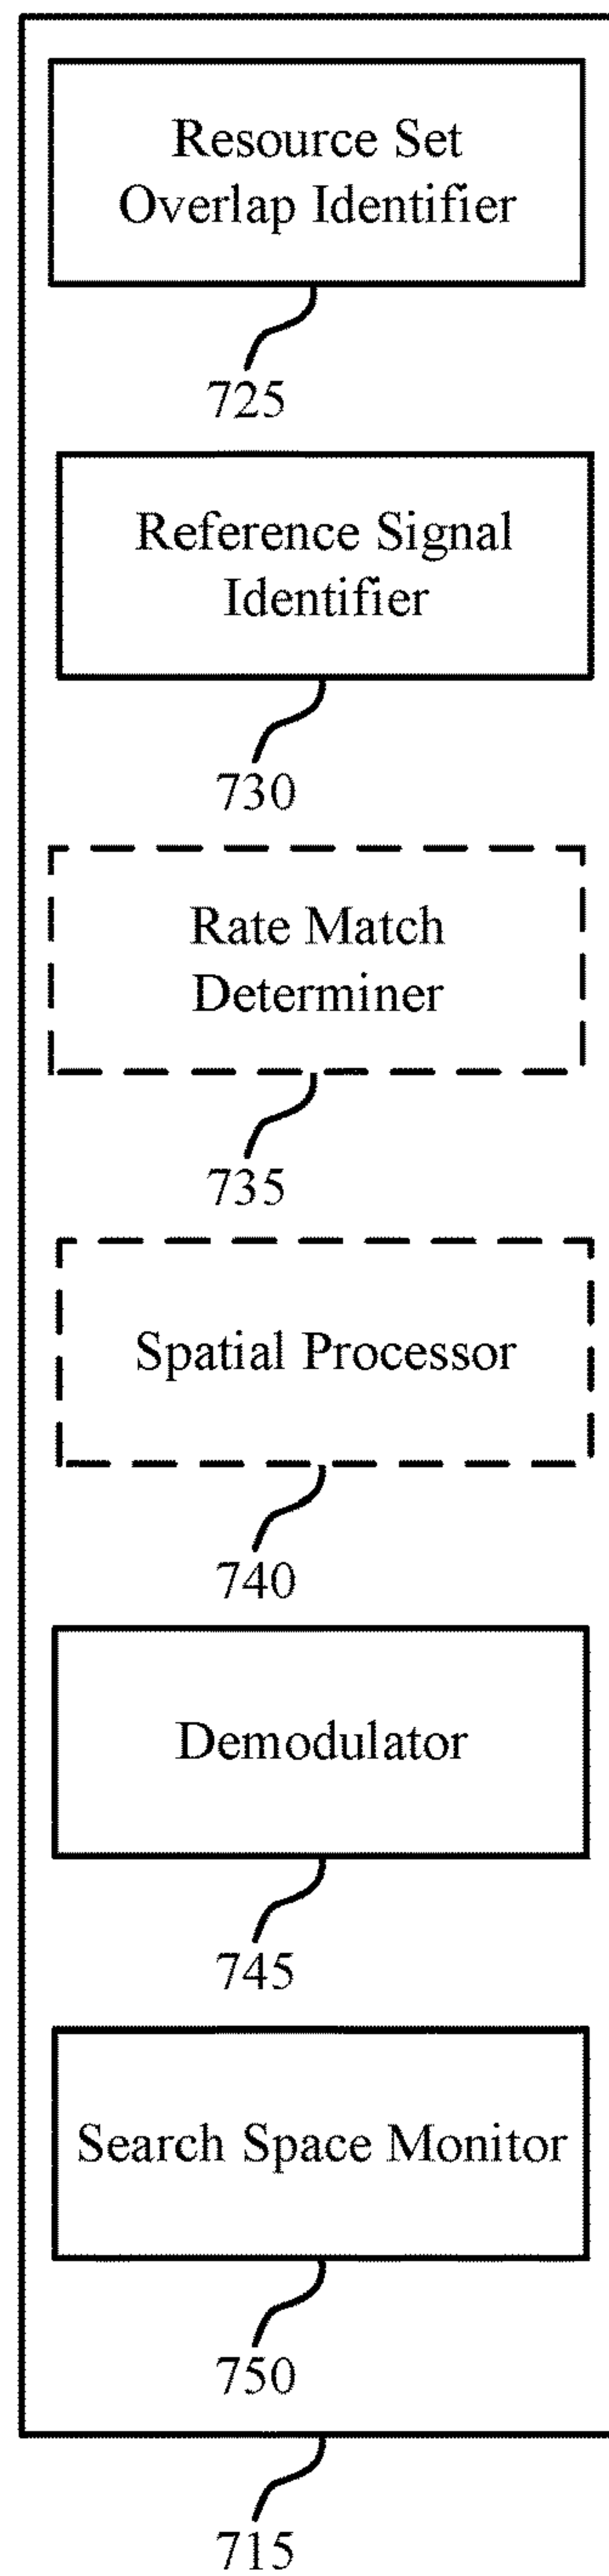 Resource Set
Overlap Identifier
725
Reference Signal
Identifier
730
Rate Match
Determiner
735
Spatial Processor
740
Demodulator
745
Search Space Monitor
750
715